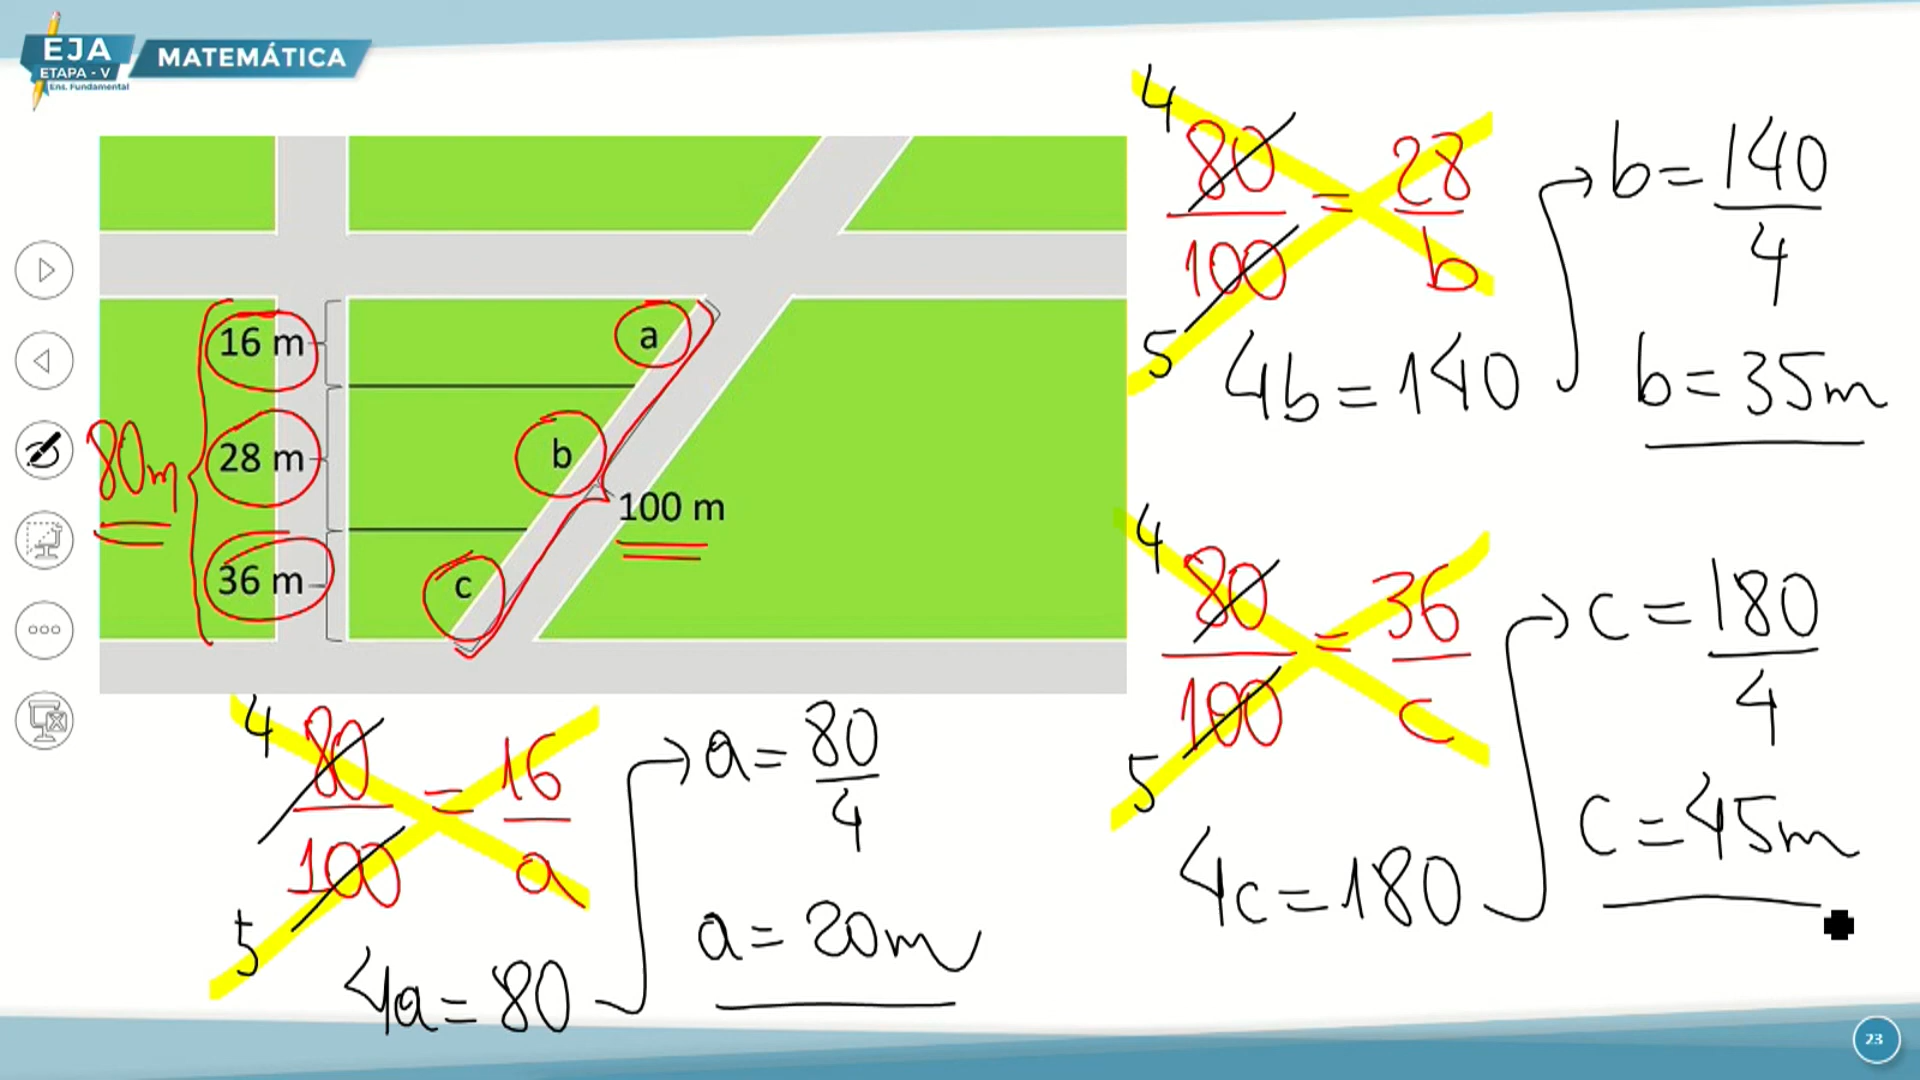 EJA
ETAPA - V
Ens. Fundamental
MATEMÁTICA
16 m
28 m
36 m
80m
a
b
c
100 m
4
80 = 16
100 a
5
4a = 80
a = 80
4
a = 20m
4
80 = 28
100 b
5
4b = 140
b = 140
4
b = 35m
4
80 = 36
100 c
5
4c = 180
c = 180
4
c = 45m
23